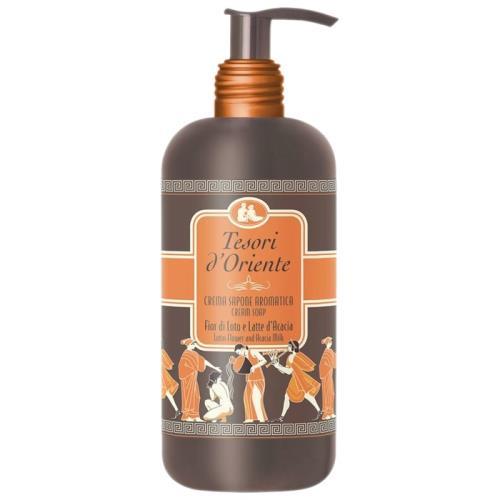 Tesori
d'Oriente
CREMA SAPONE AROMATICA
CREAM SOAP
Fior di Loto e Latte d'Acacia
Lotus Flower and Acacia Milk